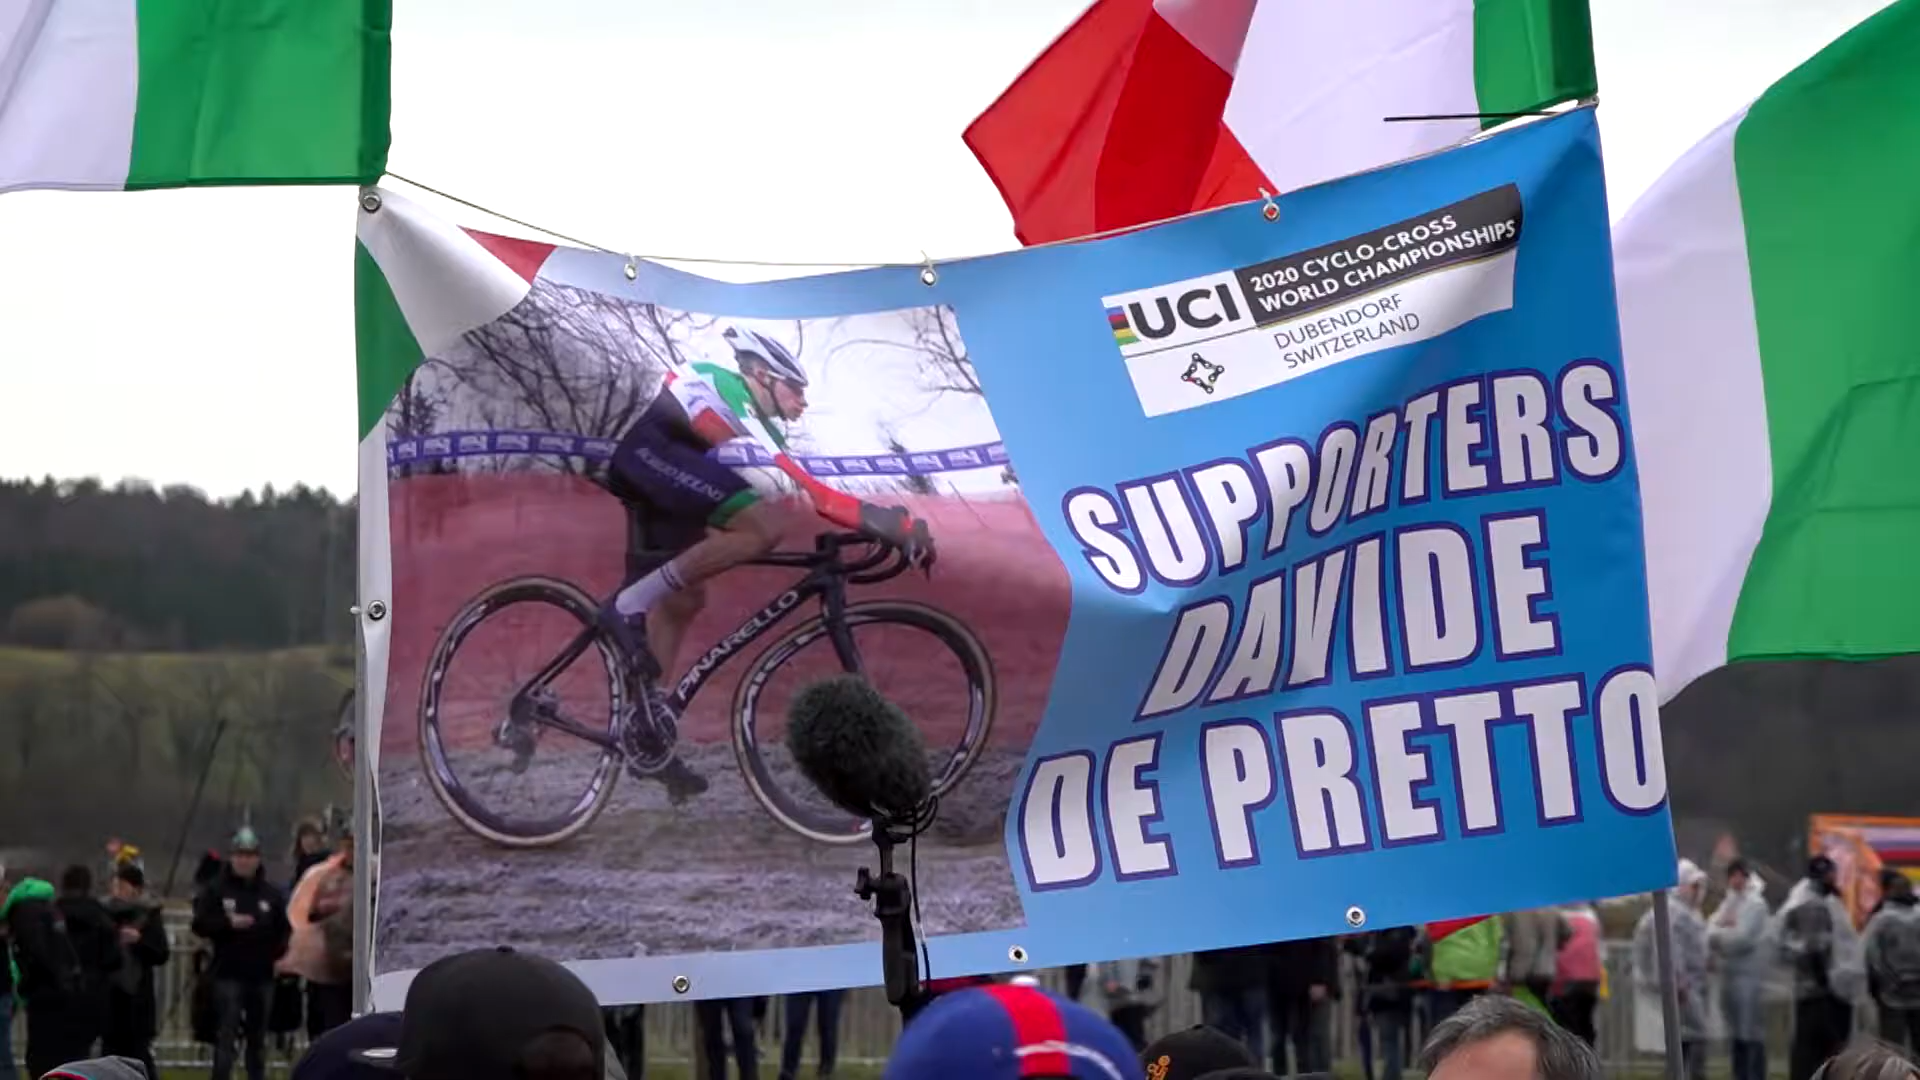 UCI
2020 CYCLO-CROSS
WORLD CHAMPIONSHIPS
DUBENDORF
SWITZERLAND
SUPPORTERS
DAVIDE
DE PRETTO
PINARELLO